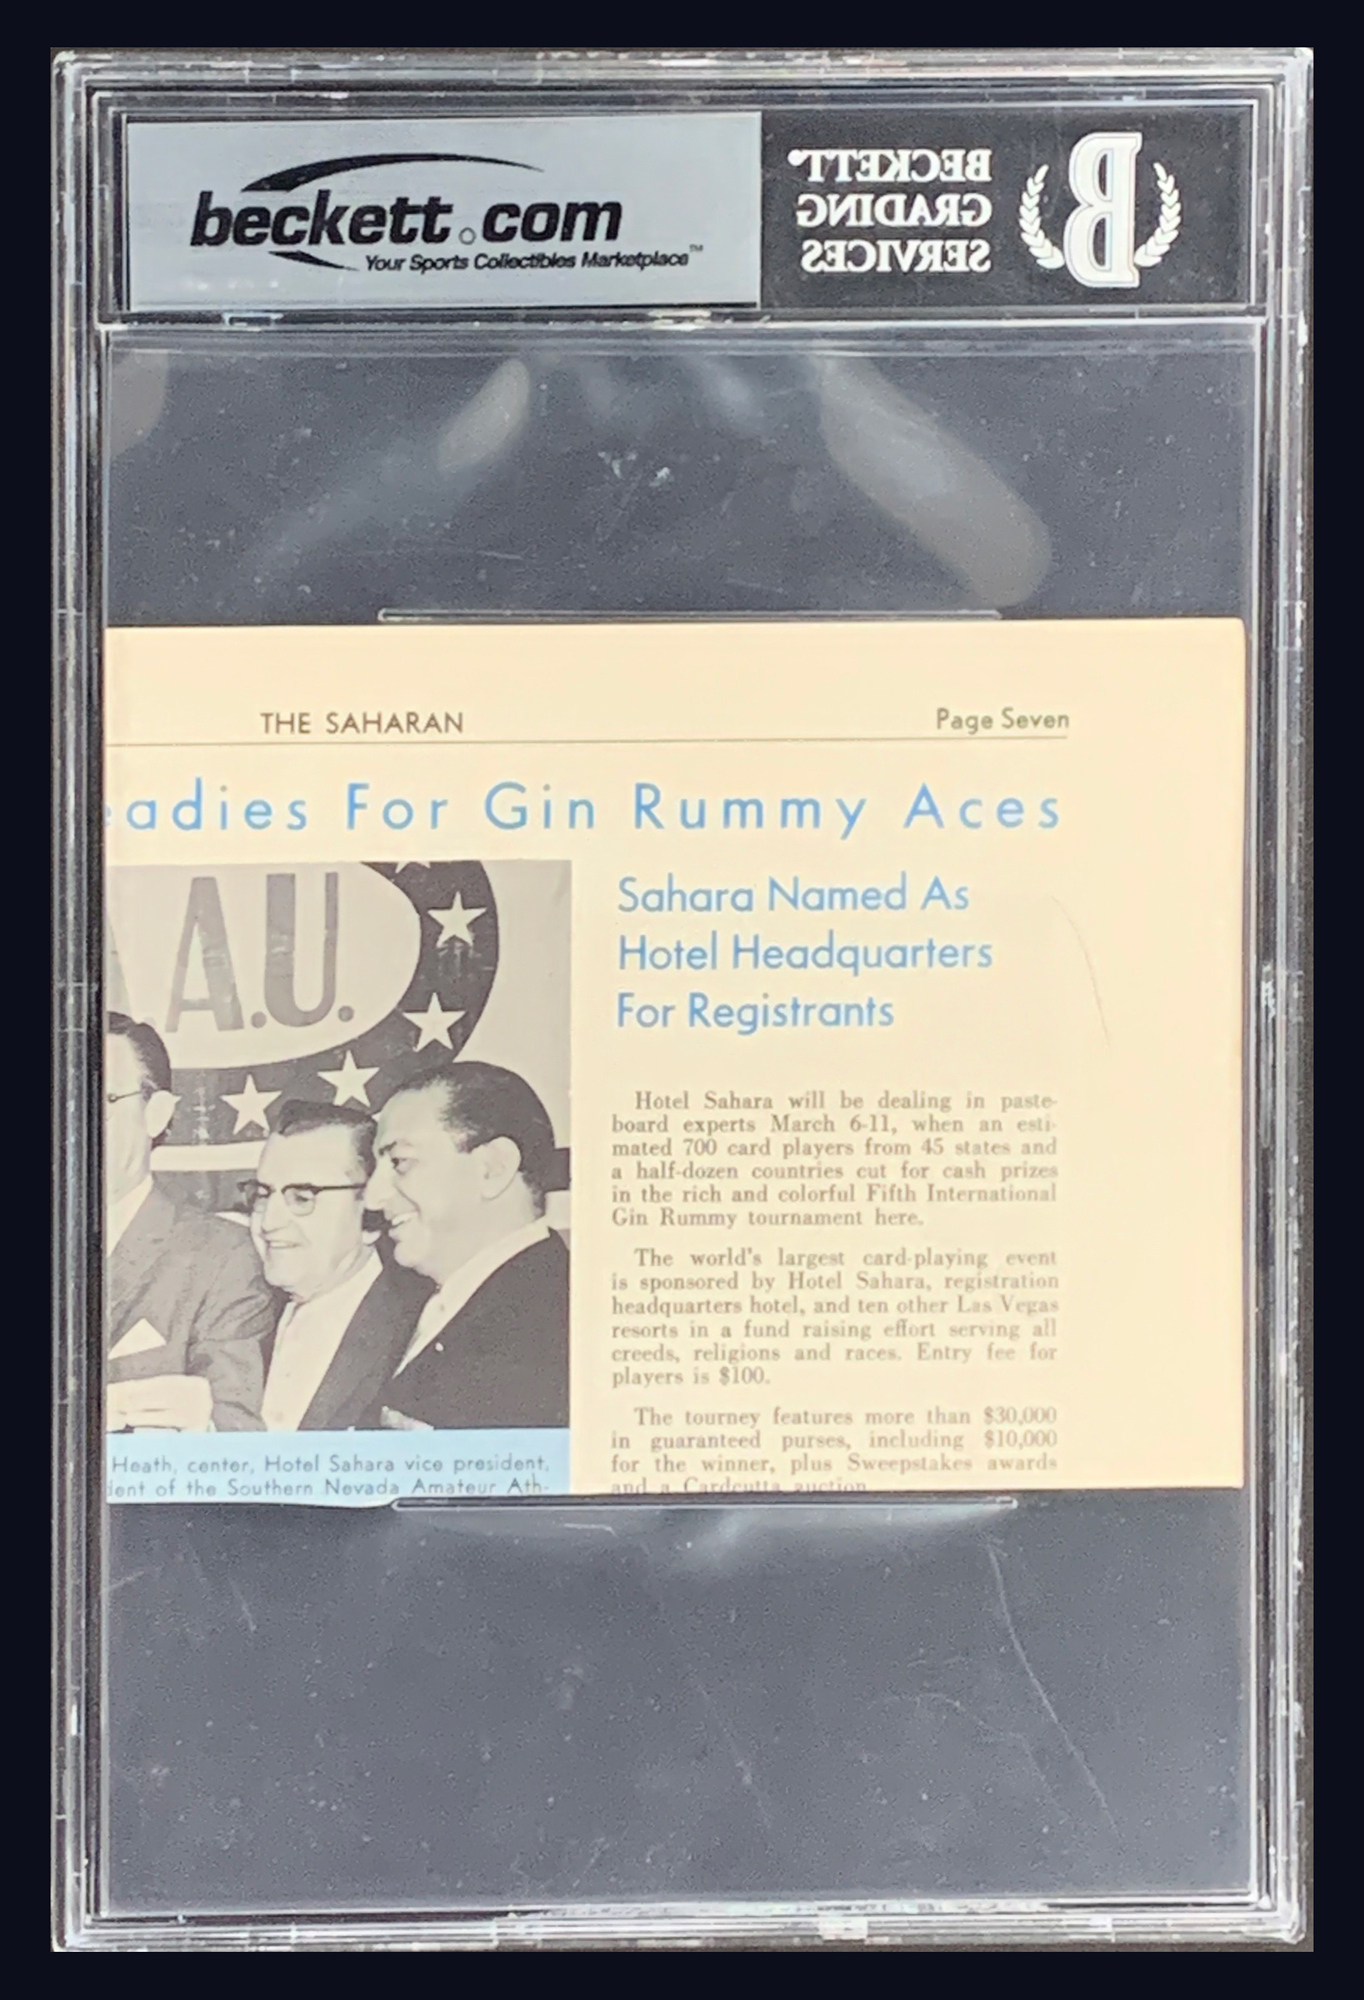 beckett.com
Your Sports Collectibles Marketplace™
BECKETT
GRADING
SERVICES
B
THE SAHARAN
Page Seven
adies For Gin Rummy Aces
A.U.
Sahara Named As
Hotel Headquarters
For Registrants
Hotel Sahara will be dealing in paste-
board experts March 6-11, when an esti-
mated 700 card players from 45 states and
a half-dozen countries cut for cash prizes
in the rich and colorful Fifth International
Gin Rummy tournament here.
The world's largest card-playing event
is sponsored by Hotel Sahara, registration
headquarters hotel, and ten other Las Vegas
resorts in a fund raising effort serving all
creeds, religions and races. Entry fee for
players is $100.
The tourney features more than $30,000
in guaranteed purses, including $10,000
for the winner, plus Sweepstakes awards
and a Cardcutta auction
Heath, center, Hotel Sahara vice president,
ent of the Southern Nevada Amateur Ath-